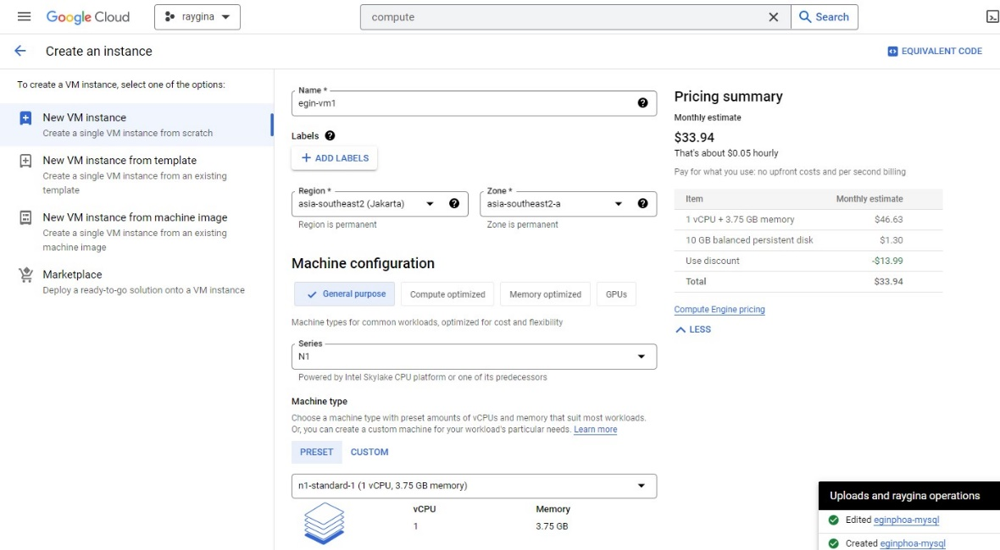 Google Cloud
raygina
compute
Search
Create an instance
EQUIVALENT CODE
To create a VM instance, select one of the options:
New VM instance
Create a single VM instance from scratch
New VM instance from template
Create a single VM instance from an existing
template
New VM instance from machine image
Create a single VM instance from an existing
machine image
Marketplace
Deploy a ready-to-go solution onto a VM instance
Name *
egin-vm1
Labels
ADD LABELS
Region *
asia-southeast2 (Jakarta)
Region is permanent
Zone *
asia-southeast2-a
Zone is permanent
Machine configuration
General purpose
Compute optimized
Memory optimized
GPUs
Machine types for common workloads, optimized for cost and flexibility
Series
N1
Powered by Intel Skylake CPU platform or one of its predecessors
Machine type
Choose a machine type with preset amounts of vCPUs and memory that suit most workloads.
Or, you can create a custom machine for your workload's particular needs. Learn more
PRESET CUSTOM
n1-standard-1 (1 vCPU, 3.75 GB memory)
vCPU Memory
1 3.75 GB
Pricing summary
Monthly estimate
$33.94
That's about $0.05 hourly
Pay for what you use: no upfront costs and per second billing
Item Monthly estimate
1 vCPU + 3.75 GB memory $46.63
10 GB balanced persistent disk $1.30
Use discount -$13.99
Total $33.94
Compute Engine pricing
LESS
Uploads and raygina operations
Edited eginphoa-mysql
Created eginphoa-mysql